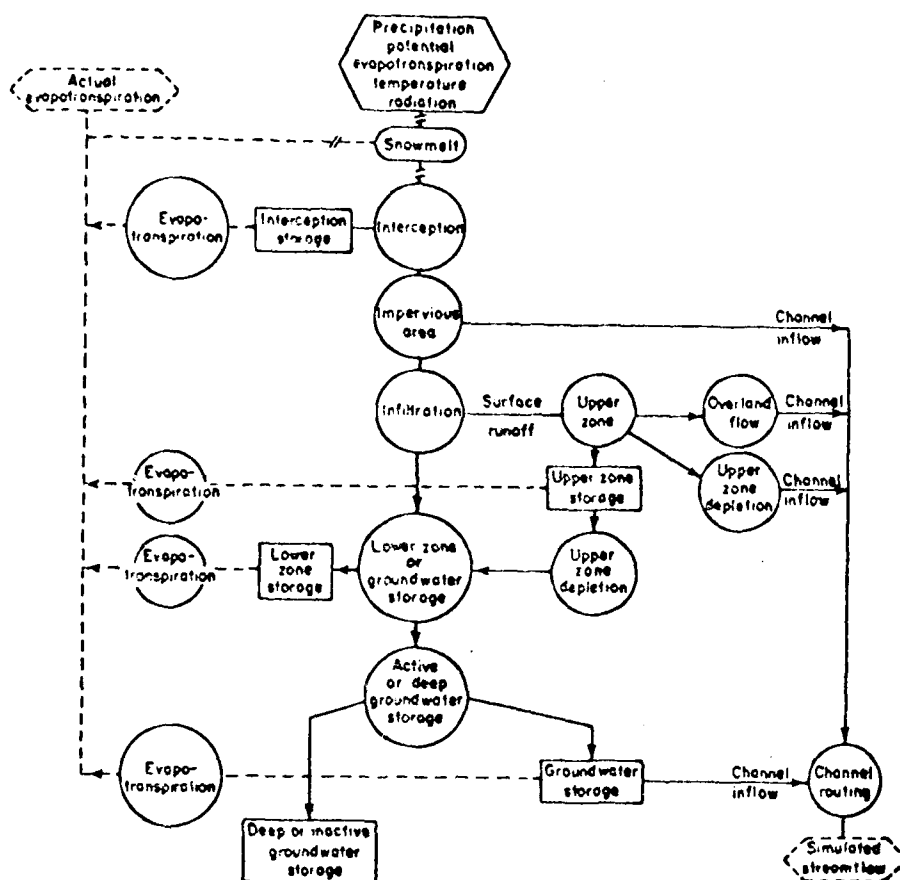 Precipitation
potential
evapotranspiration
temperature
radiation
Actual
evapotranspiration
Snowmelt
Evapo-
transpiration
Interception
storage
Interception
Impervious
area
Channel
inflow
Infiltration
Surface
runoff
Upper
zone
Overland
flow
Channel
inflow
Evapo-
transpiration
Upper zone
storage
Upper
zone
depletion
Channel
inflow
Evapo-
transpiration
Lower
zone
storage
Lower zone
or
groundwater
storage
Upper
zone
depletion
Active
or deep
groundwater
storage
Evapo-
transpiration
Groundwater
storage
Channel
inflow
Channel
routing
Deep or inactive
groundwater
storage
Simulated
streamflow